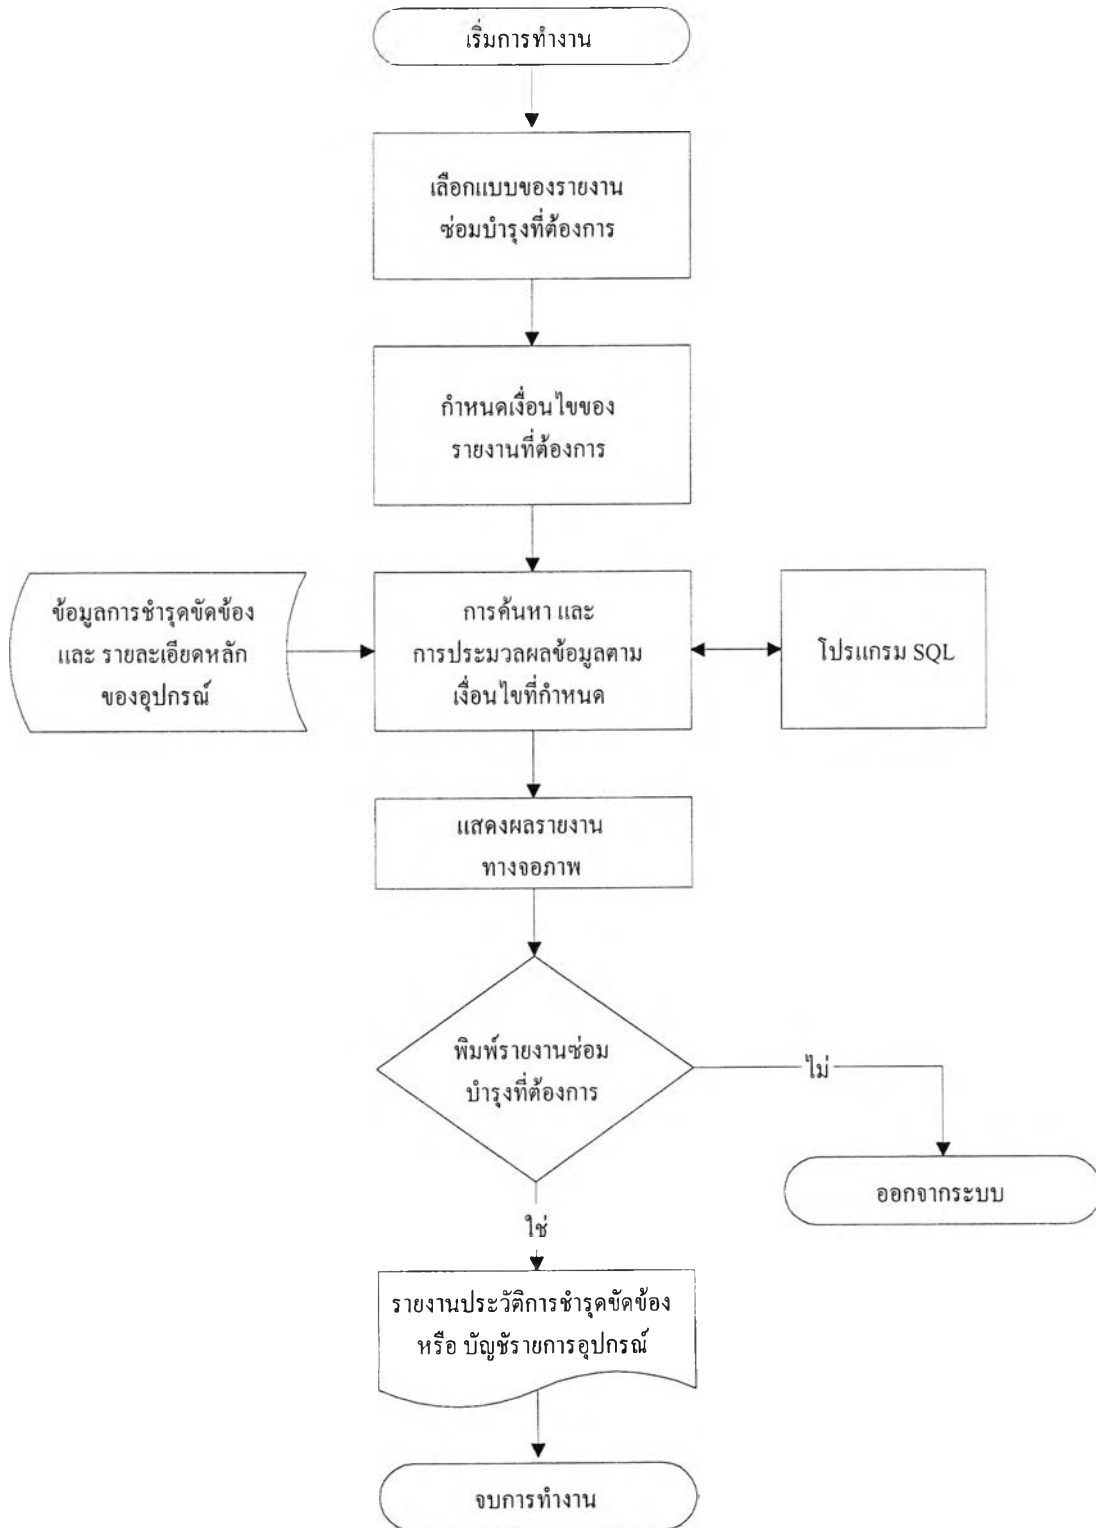 เริ่มการทำงาน
เลือกแบบของรายงาน
ซ่อมบำรุงที่ต้องการ
กำหนดเงื่อนไขของ
รายงานที่ต้องการ
ข้อมูลการชำรุดขัดข้อง
และ รายละเอียดหลัก
ของอุปกรณ์
การค้นหา และ
การประมวลผลข้อมูลตาม
เงื่อนไขที่กำหนด
โปรแกรม SQL
แสดงผลรายงาน
ทางจอภาพ
พิมพ์รายงานซ่อม
บำรุงที่ต้องการ
ไม่
ออกจากระบบ
ใช่
รายงานประวัติการชำรุดขัดข้อง
หรือ บัญชีรายการอุปกรณ์
จบการทำงาน